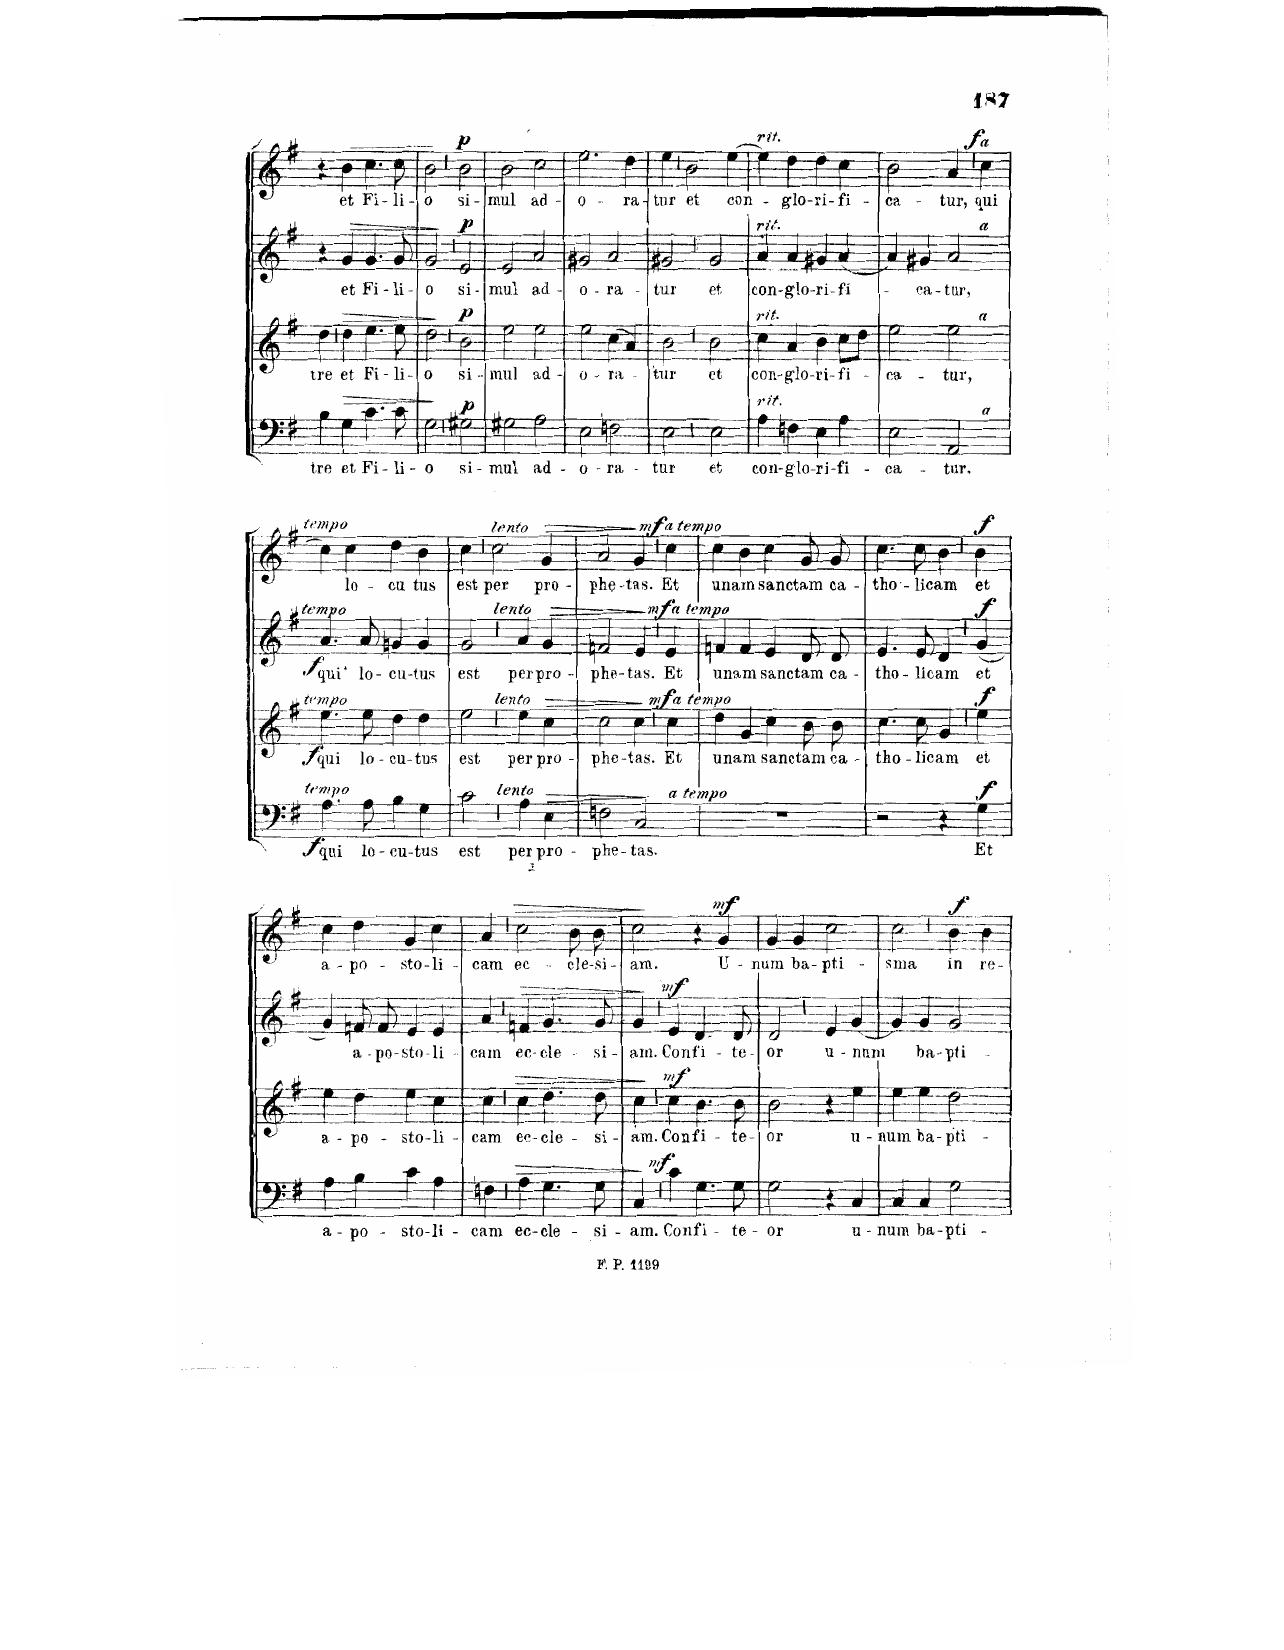 187
rit.
p
f a
et Fi - li - o si - mul ad - o - ra - tur et con - glo - ri - fi - ca - tur, qui
p
rit.
a
et Fi - li - o si - mul ad - o - ra - tur et con - glo - ri - fi - ca - tur,
p
rit.
a
tre et Fi - li - o si - mul ad - o - ra - tur et con - glo - ri - fi - ca - tur,
p
rit.
a
tre et Fi - li - o si - mul ad - o - ra - tur et con - glo - ri - fi - ca - tur.
tempo lento mf a tempo f
lo - cu tus est per pro - phe - tas. Et unam sanctam ca - tho - licam et
tempo lento mf a tempo f
f qui lo - cu - tus est per pro - phe - tas. Et unam sanctam ca - tho - licam et
tempo lento mf a tempo f
f qui lo - cu - tus est per pro - phe - tas. Et unam sanctam ca - tho - licam et
tempo lento a tempo f
f qui lo - cu - tus est per pro - phe - tas. Et
mf f
a - po - sto - li - cam ec - cle - si - am. U - num ba - pti - sma in re -
mf
a - po - sto - li - cam ec - cle - si - am. Confi - te - or u - num ba - pti -
mf
a - po - sto - li - cam ec - cle - si - am. Confi - te - or u - num ba - pti -
mf
a - po - sto - li - cam ec - cle - si - am. Confi - te - or u - num ba - pti -
F. P. 1199